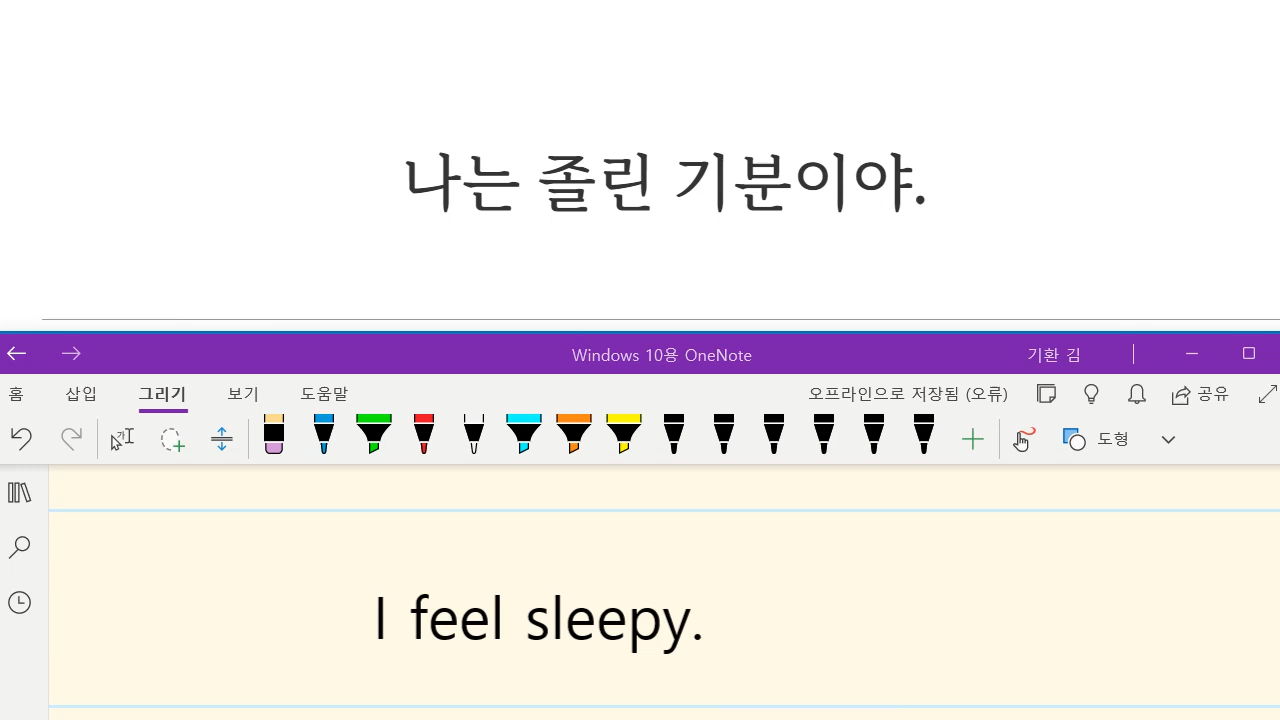 나는 졸린 기분이야.
Windows 10용 OneNote
기환 김
홈 삽입 그리기 보기 도움말 오프라인으로 저장됨 (오류) 공유
가
도형
I feel sleepy.